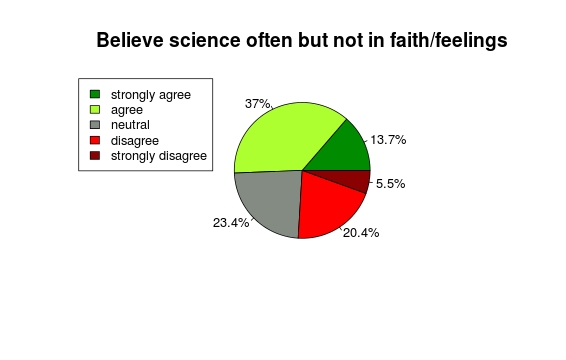 Believe science often but not in faith/feelings
strongly agree
agree
neutral
disagree
strongly disagree
37%
13.7%
5.5%
23.4%
20.4%